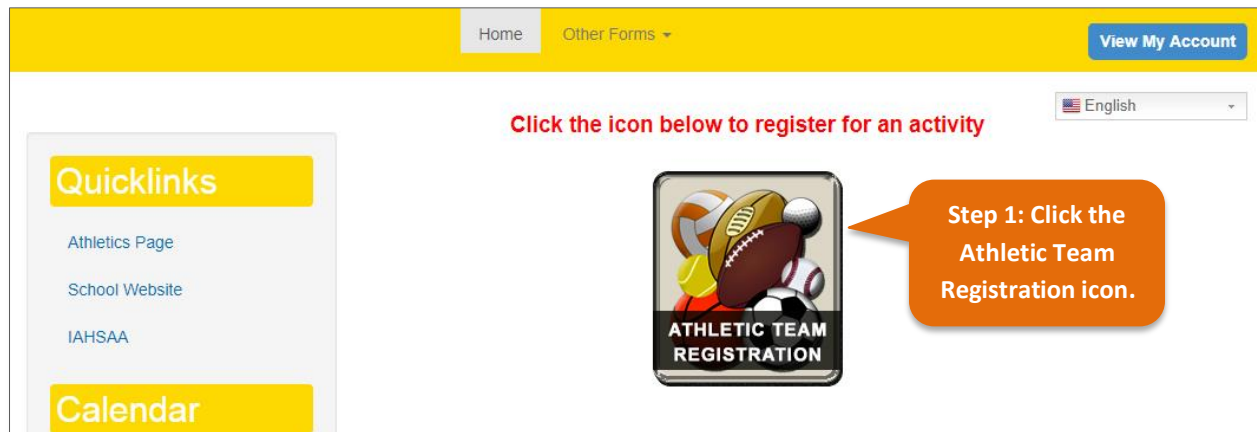 Home
Other Forms
View My Account
English
Click the icon below to register for an activity
Quicklinks
Athletics Page
School Website
IAHSAA
Calendar
ATHLETIC TEAM
REGISTRATION
Step 1: Click the
Athletic Team
Registration icon.